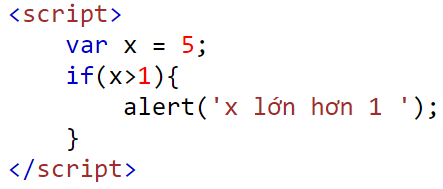 <script>
var x = 5;
if(x>1){
alert('x lớn hơn 1 ');
}
</script>